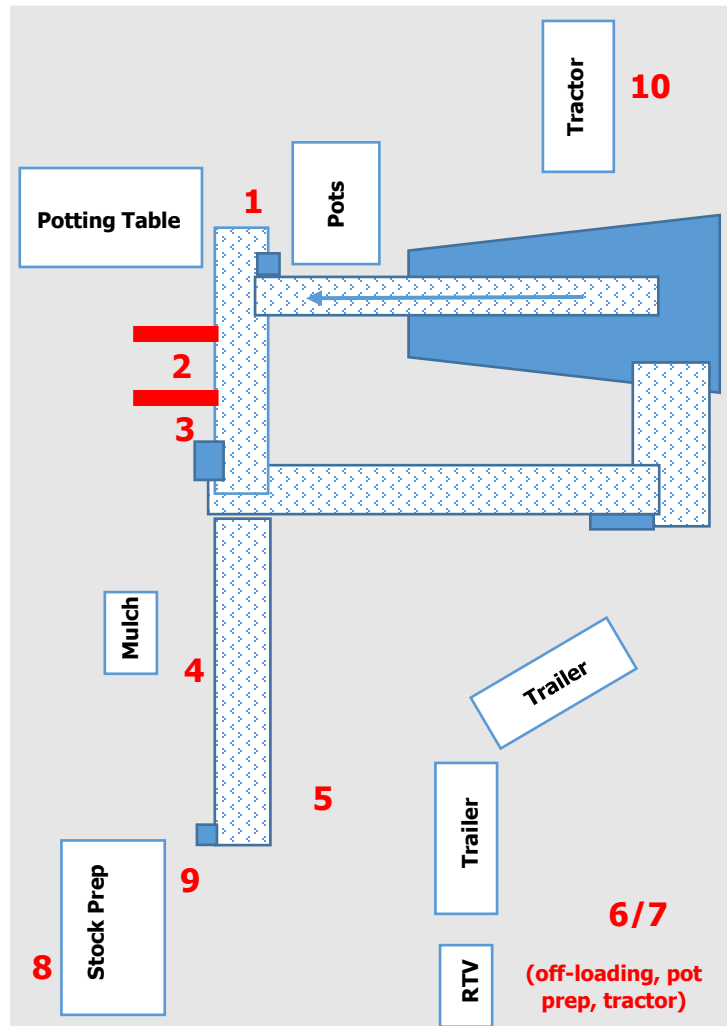 Tractor
10
Pots
1
Potting Table
2
3
Mulch
4
Trailer
5
Trailer
Stock Prep
9
8
6/7
RTV
(off-loading, pot
prep, tractor)